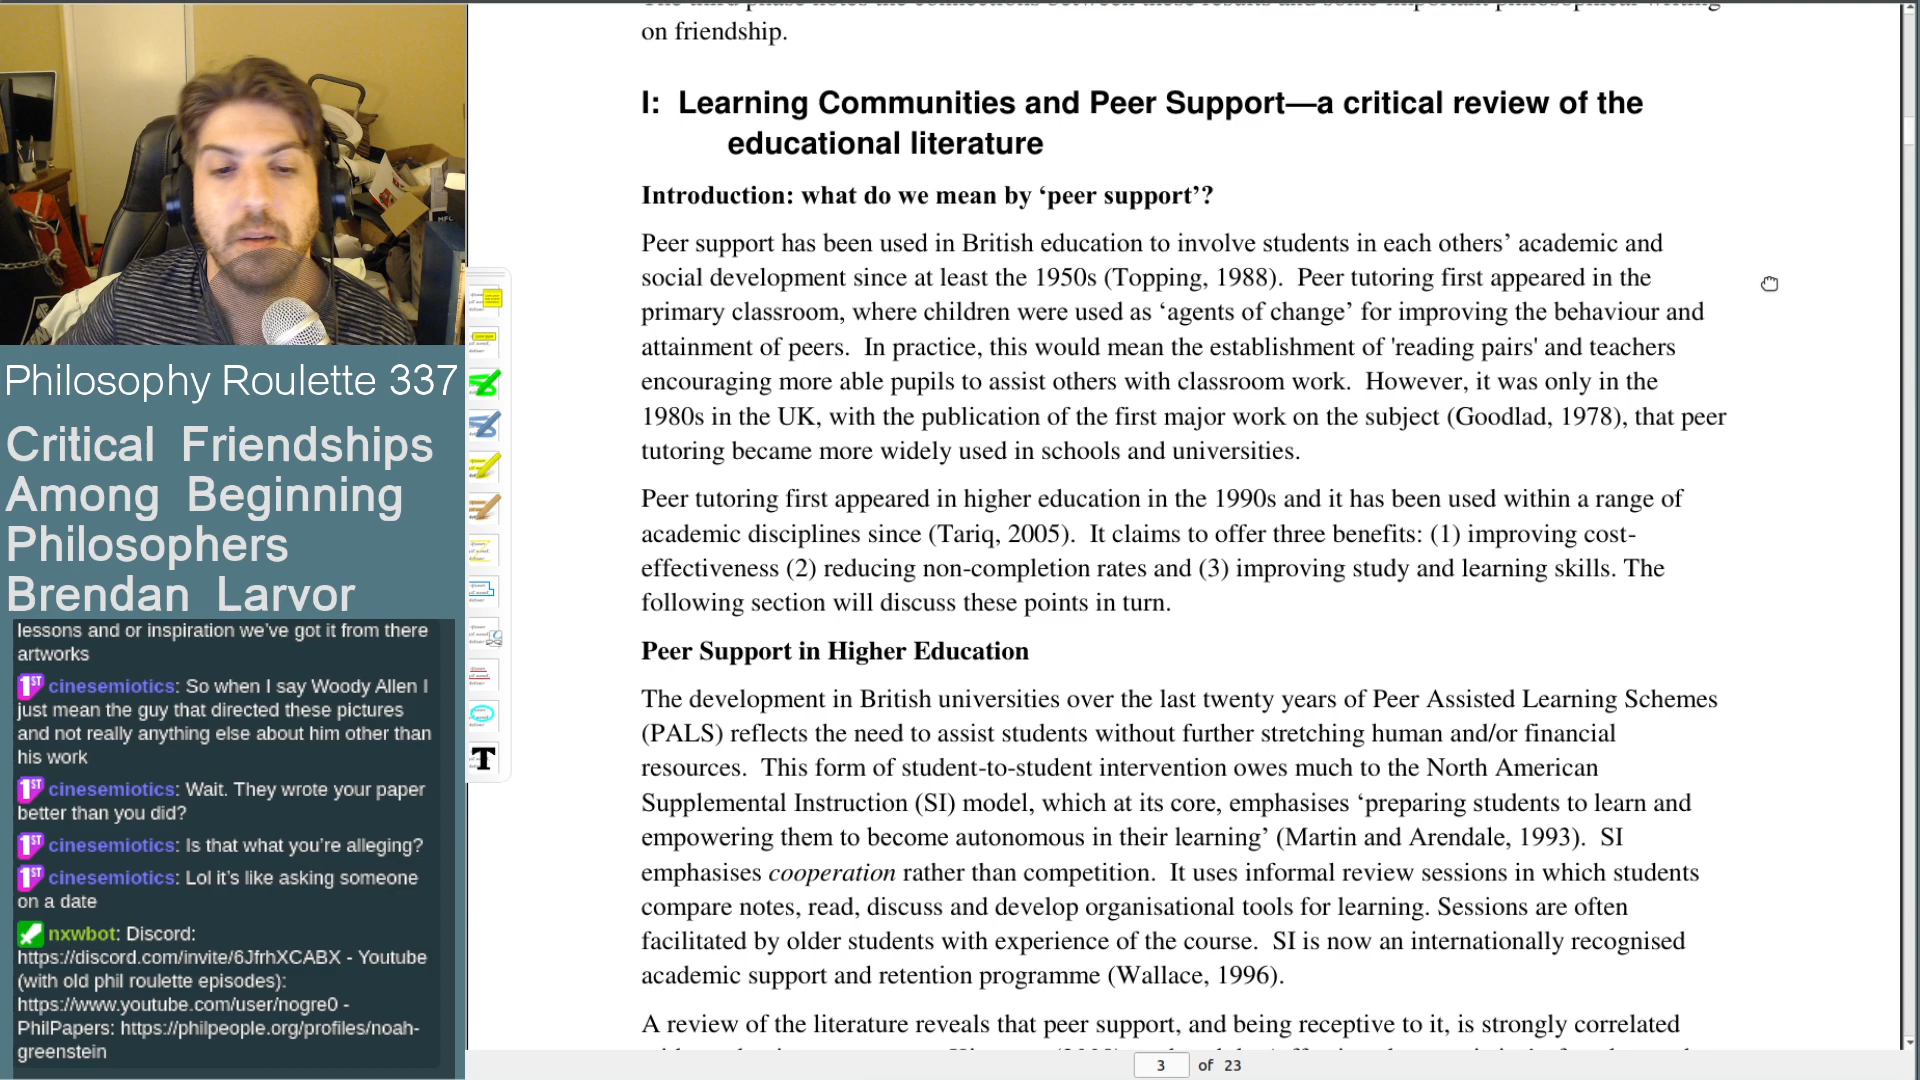 on friendship.
I: Learning Communities and Peer Support—a critical review of the
educational literature
Introduction: what do we mean by ‘peer support’?
Peer support has been used in British education to involve students in each others’ academic and
social development since at least the 1950s (Topping, 1988). Peer tutoring first appeared in the
primary classroom, where children were used as ‘agents of change’ for improving the behaviour and
attainment of peers. In practice, this would mean the establishment of 'reading pairs' and teachers
encouraging more able pupils to assist others with classroom work. However, it was only in the
1980s in the UK, with the publication of the first major work on the subject (Goodlad, 1978), that peer
tutoring became more widely used in schools and universities.
Peer tutoring first appeared in higher education in the 1990s and it has been used within a range of
academic disciplines since (Tariq, 2005). It claims to offer three benefits: (1) improving cost-
effectiveness (2) reducing non-completion rates and (3) improving study and learning skills. The
following section will discuss these points in turn.
Peer Support in Higher Education
The development in British universities over the last twenty years of Peer Assisted Learning Schemes
(PALS) reflects the need to assist students without further stretching human and/or financial
resources. This form of student-to-student intervention owes much to the North American
Supplemental Instruction (SI) model, which at its core, emphasises ‘preparing students to learn and
empowering them to become autonomous in their learning’ (Martin and Arendale, 1993). SI
emphasises cooperation rather than competition. It uses informal review sessions in which students
compare notes, read, discuss and develop organisational tools for learning. Sessions are often
facilitated by older students with experience of the course. SI is now an internationally recognised
academic support and retention programme (Wallace, 1996).
A review of the literature reveals that peer support, and being receptive to it, is strongly correlated
3 of 23
T
Philosophy Roulette 337
Critical Friendships
Among Beginning
Philosophers
Brendan Larvor
lessons and or inspiration we’ve got it from there
artworks
1ST cinesemiotics: So when I say Woody Allen I
just mean the guy that directed these pictures
and not really anything else about him other than
his work
1ST cinesemiotics: Wait. They wrote your paper
better than you did?
1ST cinesemiotics: Is that what you’re alleging?
1ST cinesemiotics: Lol it’s like asking someone
on a date
nxwbot: Discord:
https://discord.com/invite/6JfrhXCABX - Youtube
(with old phil roulette episodes):
https://www.youtube.com/user/nogre0 -
PhilPapers: https://philpeople.org/profiles/noah-
greenstein